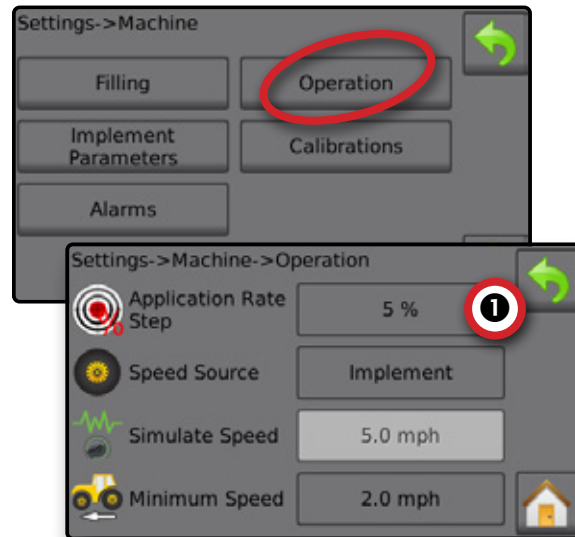 Settings->Machine
Filling
Operation
Implement
Parameters
Calibrations
Alarms
Settings->Machine->Operation
Application Rate
Step
5 %
1
Speed Source
Implement
Simulate Speed
5.0 mph
Minimum Speed
2.0 mph